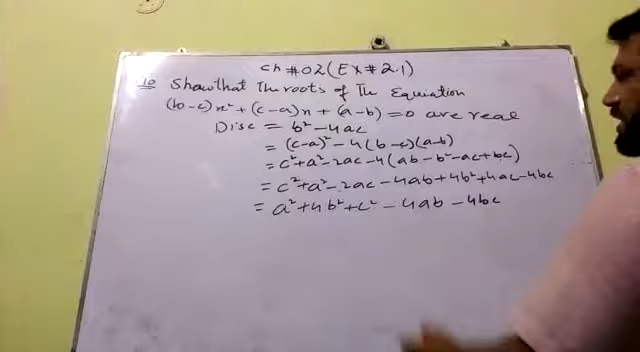 Ch # 02 (Ex # 2.1)
10 Show that The roots of The Equation
(b-c)x² + (c-a)x + (a-b) = 0 are real
Disc = b² - 4ac
= (c-a)² - 4(b-c)(a-b)
= c² + a² - 2ac - 4(ab - b² - ac + bc)
= c² + a² - 2ac - 4ab + 4b² + 4ac - 4bc
= a² + 4b² + c² - 4ab - 4bc